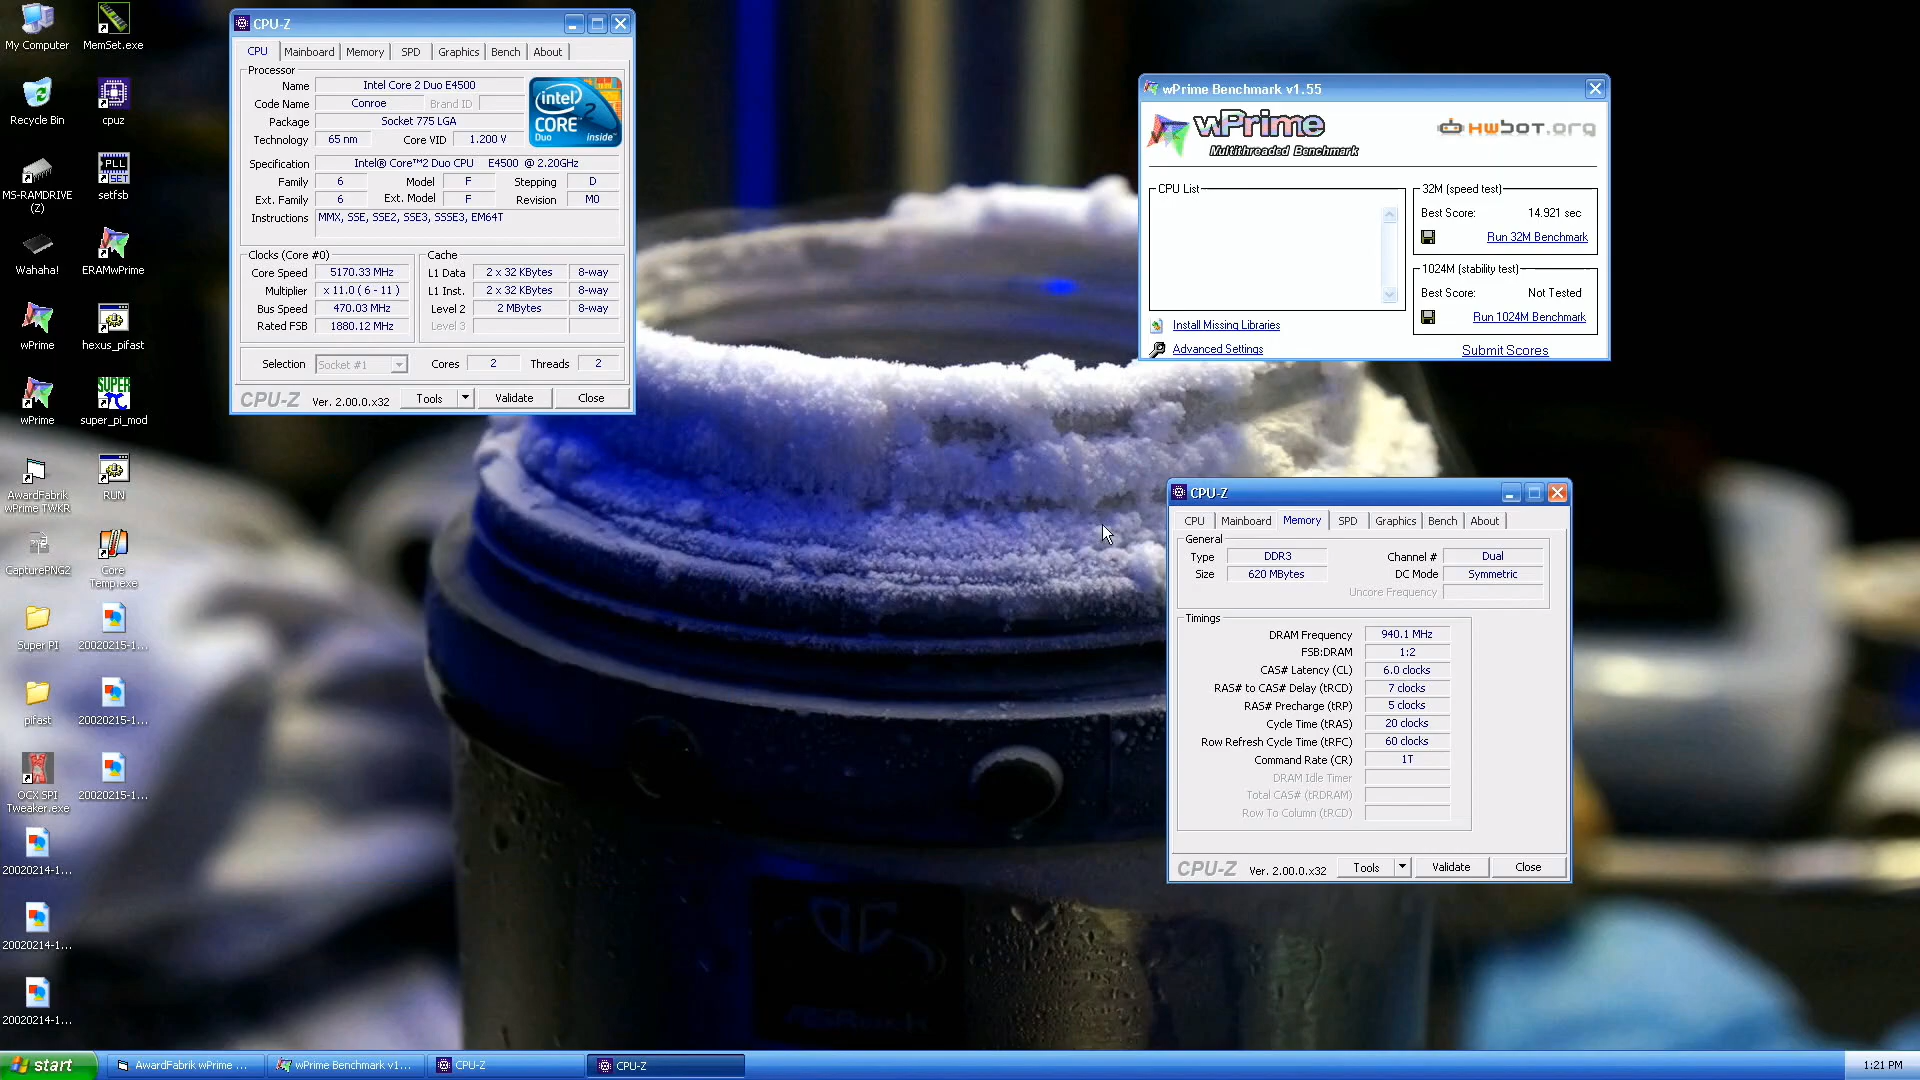 My Computer
MemSet.exe
Recycle Bin
cpuz
MS-RAMDRIVE
(Z)
setfsb
Wahaha!
ERAMwPrime
wPrime
hexus_pifast
wPrime
super_pi_mod
AwardFabrik
wPrime TWKR
RUN
CapturePNG2
Core
Temp.exe
Super PI
20020215-1...
pifast
20020215-1...
OCX SPI
Tweaker.exe
20020215-1...
20020214-1...
20020214-1...
20020214-1...
PLL
SET
SUPER
CPU-Z
CPU Mainboard Memory SPD Graphics Bench About
Processor
Name Intel Core 2 Duo E4500
Code Name Conroe Brand ID
Package Socket 775 LGA
Technology 65 nm Core VID 1.200 V
intel
CORE 2
Duo inside™
Specification Intel® Core™2 Duo CPU E4500 @ 2.20GHz
Family 6 Model F Stepping D
Ext. Family 6 Ext. Model F Revision M0
Instructions MMX, SSE, SSE2, SSE3, SSSE3, EM64T
Clocks (Core #0)
Core Speed 5170.33 MHz
Multiplier x 11.0 ( 6 - 11 )
Bus Speed 470.03 MHz
Rated FSB 1880.12 MHz
Cache
L1 Data 2 x 32 KBytes 8-way
L1 Inst. 2 x 32 KBytes 8-way
Level 2 2 MBytes 8-way
Level 3
Selection Socket #1 Cores 2 Threads 2
CPU-Z Ver. 2.00.0.x32 Tools Validate Close
wPrime Benchmark v1.55
wPrime
Multithreaded Benchmark
HWBOT.ORG
CPU List
32M (speed test)
Best Score: 14.921 sec
Run 32M Benchmark
1024M (stability test)
Best Score: Not Tested
Run 1024M Benchmark
Install Missing Libraries
Advanced Settings
Submit Scores
CPU-Z
CPU Mainboard Memory SPD Graphics Bench About
General
Type DDR3 Channel # Dual
Size 620 MBytes DC Mode Symmetric
Uncore Frequency
Timings
DRAM Frequency 940.1 MHz
FSB:DRAM 1:2
CAS# Latency (CL) 6.0 clocks
RAS# to CAS# Delay (tRCD) 7 clocks
RAS# Precharge (tRP) 5 clocks
Cycle Time (tRAS) 20 clocks
Row Refresh Cycle Time (tRFC) 60 clocks
Command Rate (CR) 1T
DRAM Idle Timer
Total CAS# (tRDRAM)
Row To Column (tRCD)
CPU-Z Ver. 2.00.0.x32 Tools Validate Close
start
AwardFabrik wPrime ...
wPrime Benchmark v1...
CPU-Z
CPU-Z
1:21 PM